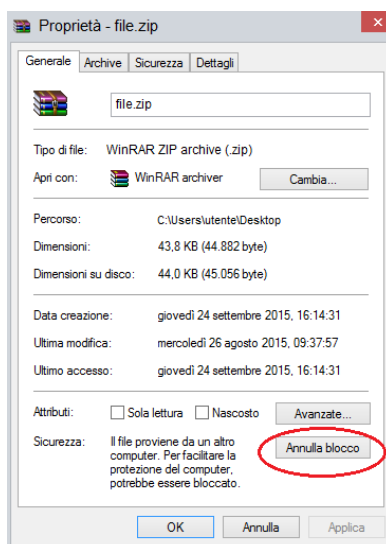 Proprietà - file.zip
Generale Archive Sicurezza Dettagli
file.zip
Tipo di file: WinRAR ZIP archive (.zip)
Apri con: WinRAR archiver Cambia...
Percorso: C:\Users\utente\Desktop
Dimensioni: 43,8 KB (44.882 byte)
Dimensioni su disco: 44,0 KB (45.056 byte)
Data creazione: giovedì 24 settembre 2015, 16:14:31
Ultima modifica: mercoledì 26 agosto 2015, 09:37:57
Ultimo accesso: giovedì 24 settembre 2015, 16:14:31
Attributi: Sola lettura Nascosto Avanzate...
Sicurezza: Il file proviene da un altro Annulla blocco
computer. Per facilitare la
protezione del computer,
potrebbe essere bloccato.
OK Annulla Applica